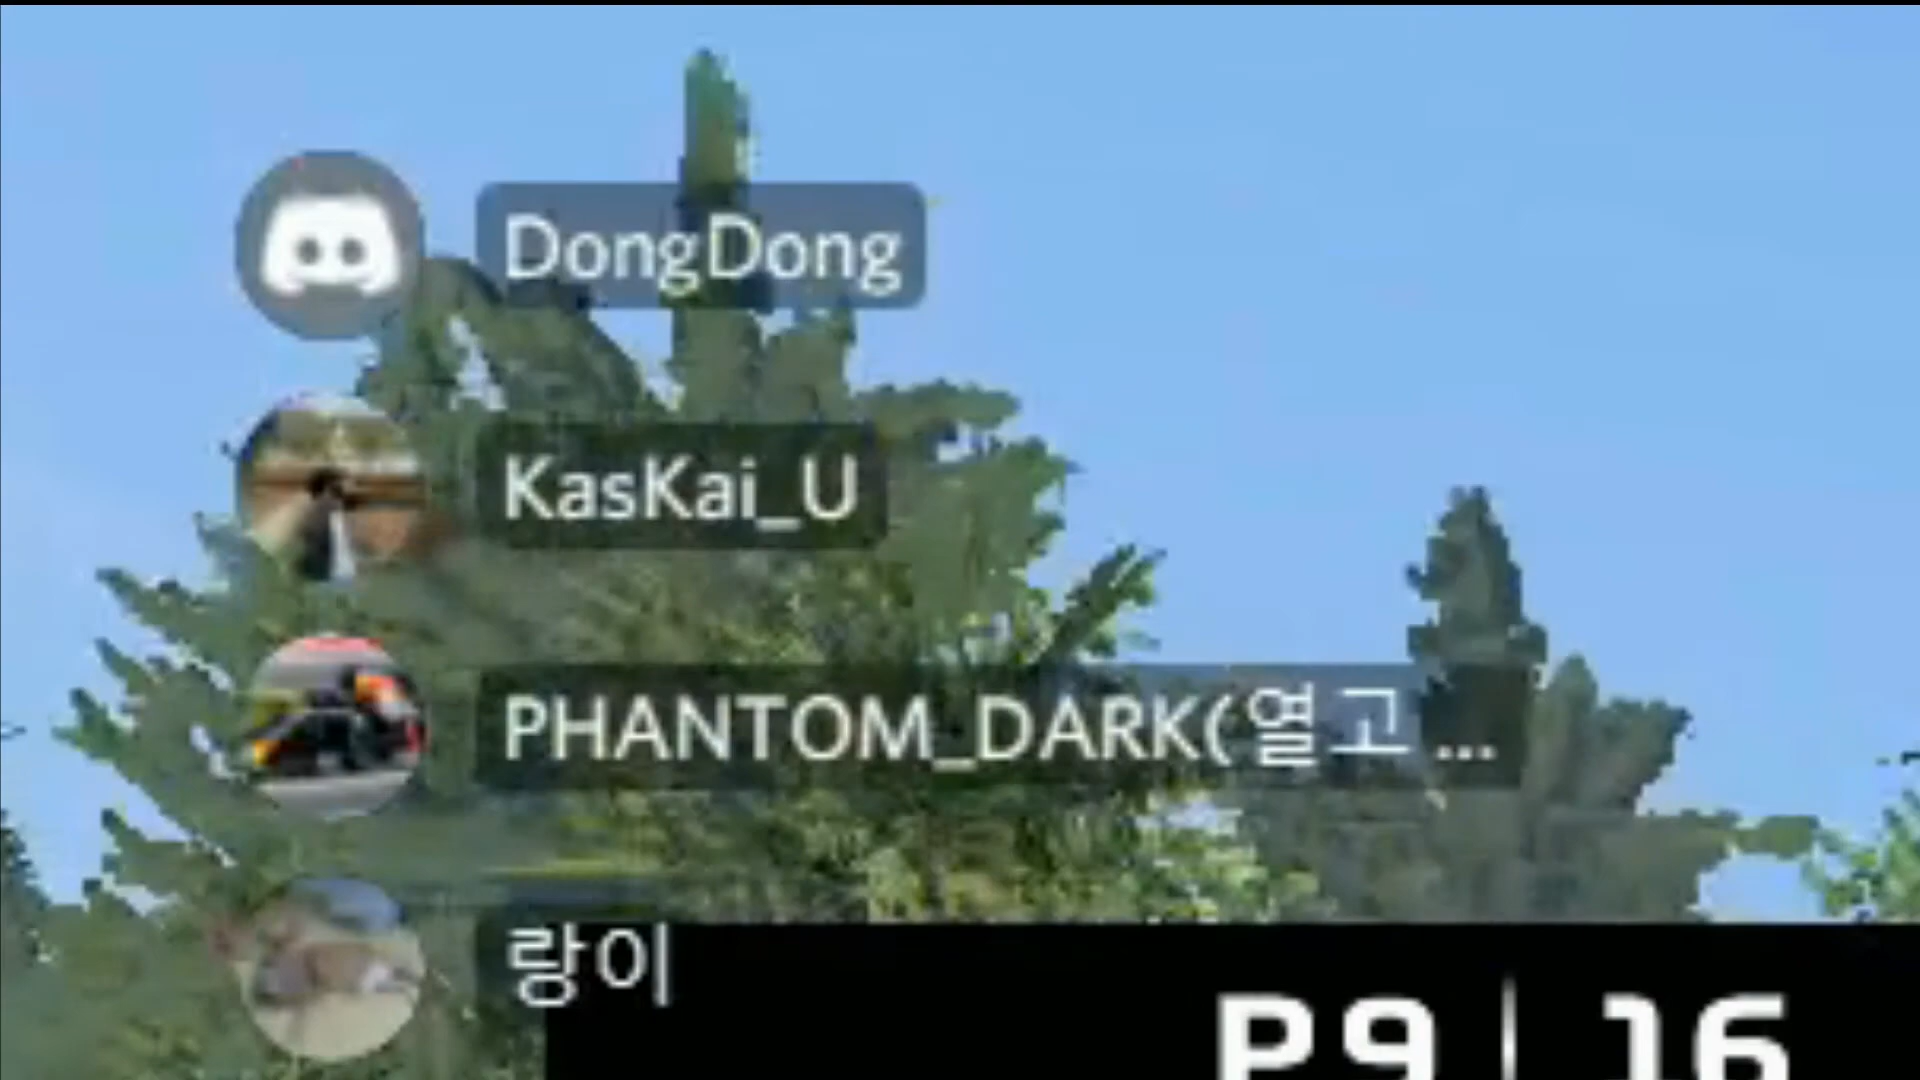 DongDong
KasKai_U
PHANTOM_DARK(열고 ...
랑이
P9 | 16